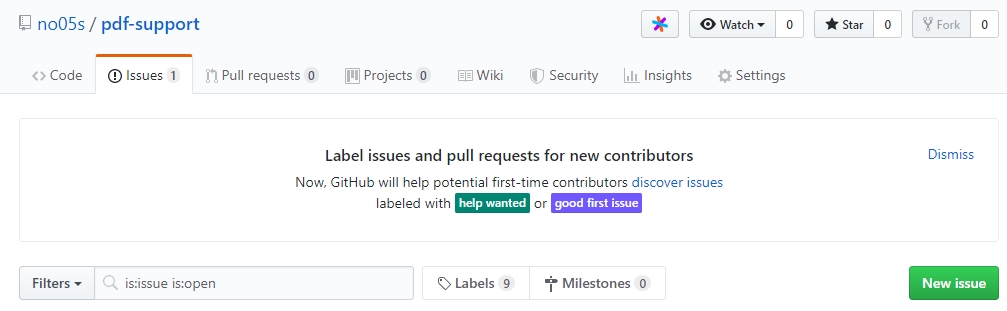 no05s / pdf-support Watch 0 Star 0 Fork 0
Code Issues 1 Pull requests 0 Projects 0 Wiki Security Insights Settings
Label issues and pull requests for new contributors Dismiss
Now, GitHub will help potential first-time contributors discover issues
labeled with help wanted or good first issue
Filters is:issue is:open Labels 9 Milestones 0 New issue